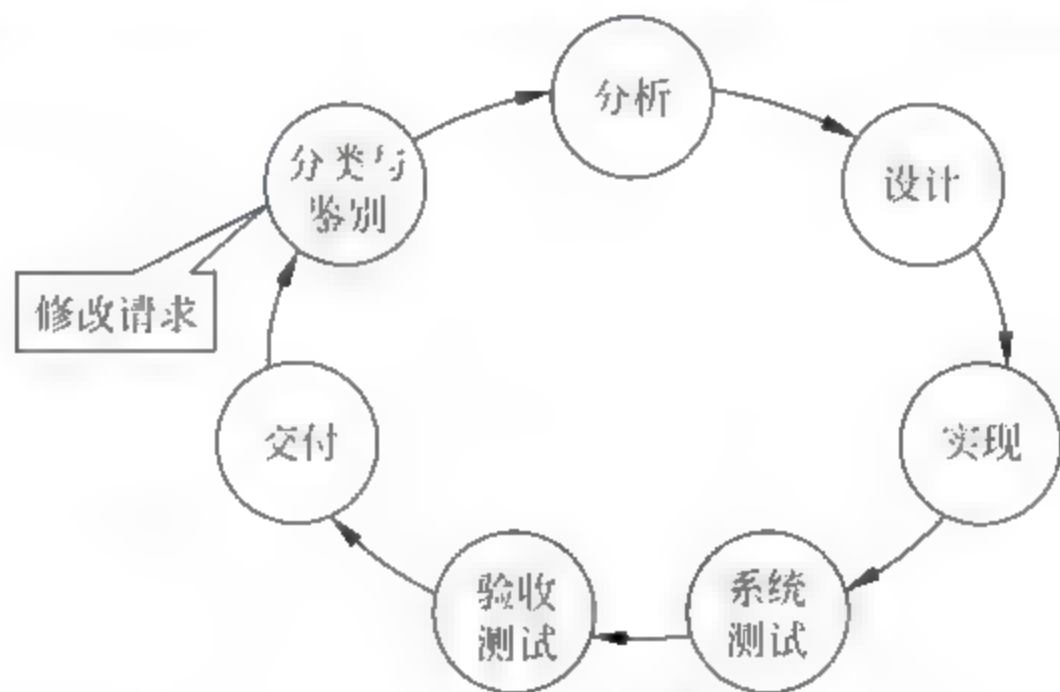 分析
分类与
鉴别
设计
修改请求
交付
实现
验收
测试
系统
测试